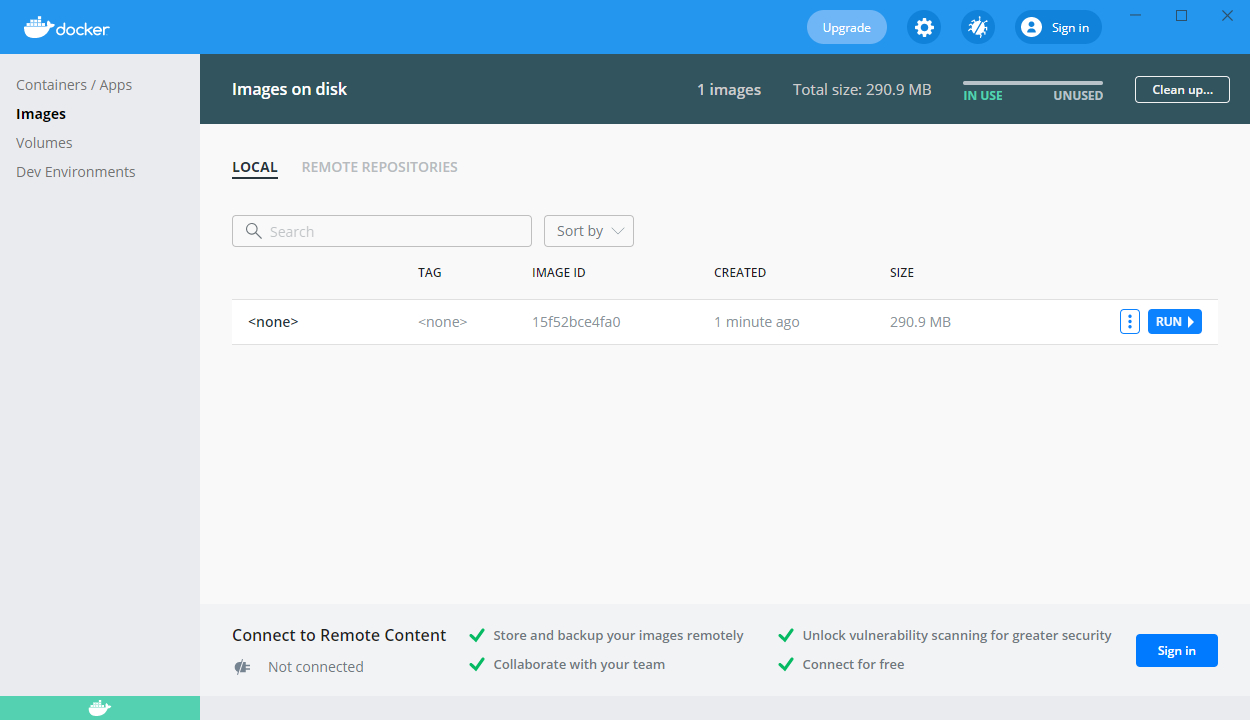 docker
Upgrade
Sign in
Containers / Apps
Images
Volumes
Dev Environments
Images on disk
1 images
Total size: 290.9 MB
IN USE
UNUSED
Clean up...
LOCAL
REMOTE REPOSITORIES
Search
Sort by
TAG
IMAGE ID
CREATED
SIZE
<none>
<none>
15f52bce4fa0
1 minute ago
290.9 MB
RUN
Connect to Remote Content
Not connected
Store and backup your images remotely
Collaborate with your team
Unlock vulnerability scanning for greater security
Connect for free
Sign in